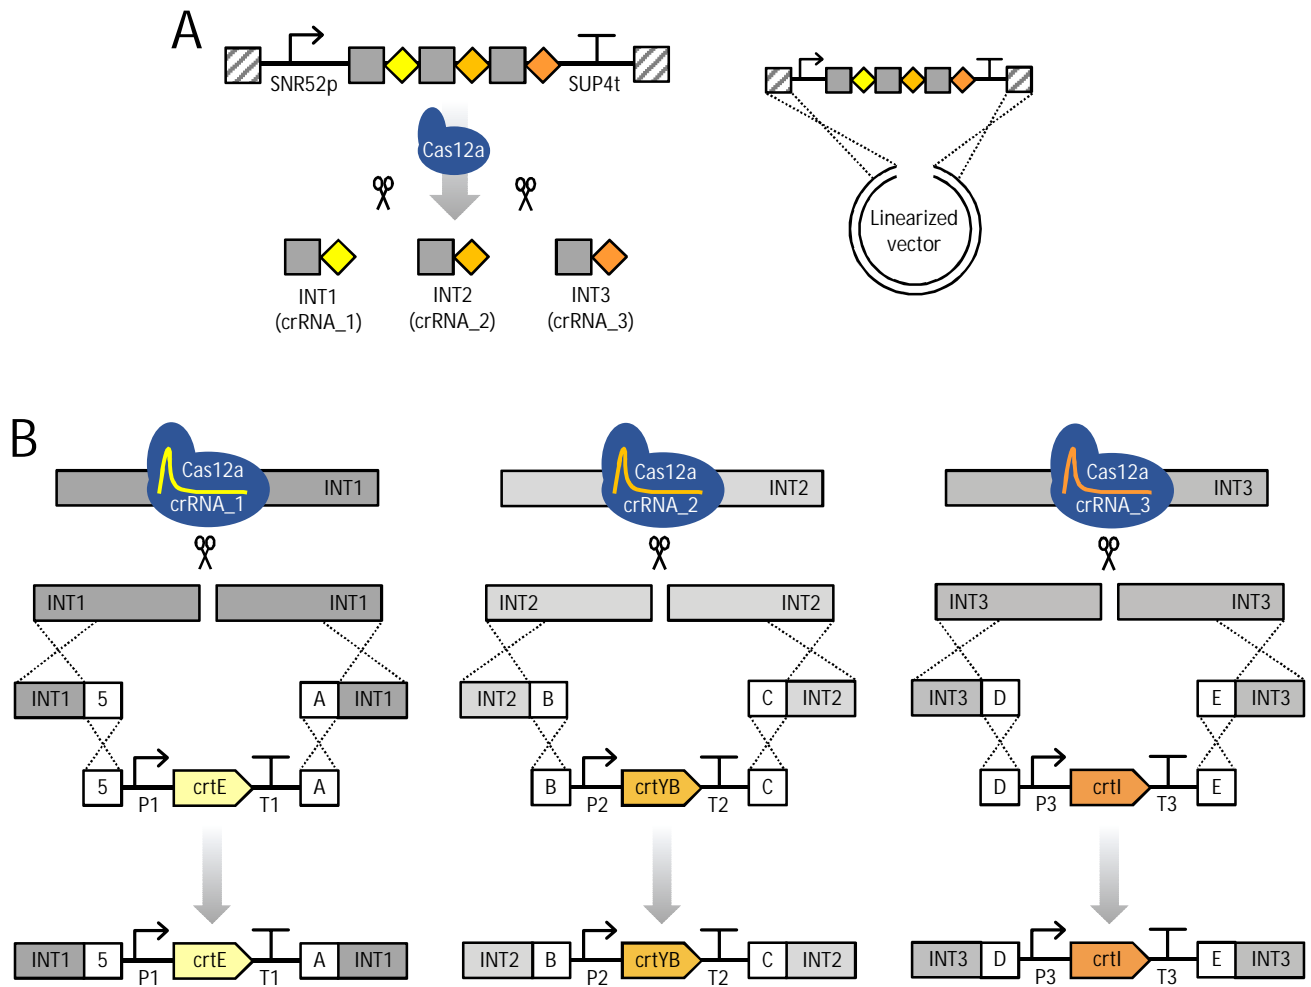 A
SNR52p
SUP4t
Cas12a
Linearized
vector
INT1
(crRNA_1)
INT2
(crRNA_2)
INT3
(crRNA_3)
B
Cas12a
crRNA_1
INT1
Cas12a
crRNA_2
INT2
Cas12a
crRNA_3
INT3
INT1 INT1
INT2 INT2
INT3 INT3
INT1 5 A INT1
INT2 B C INT2
INT3 D E INT3
5 P1 crtE T1 A
B P2 crtYB T2 C
D P3 crtI T3 E
INT1 5 P1 crtE T1 A INT1
INT2 B P2 crtYB T2 C INT2
INT3 D P3 crtI T3 E INT3